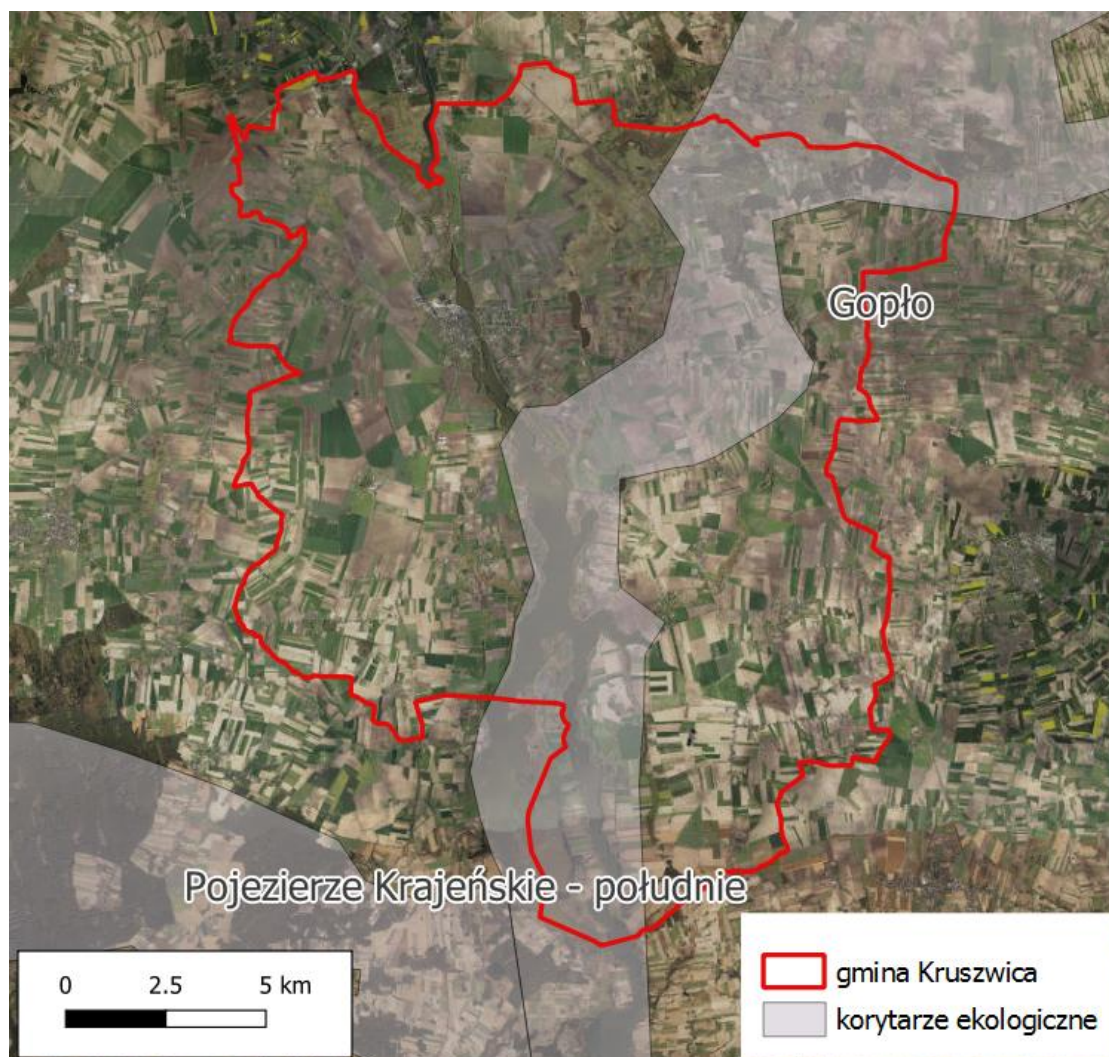 Gopło
Pojezierze Krajeńskie - południe
0 2.5 5 km
gmina Kruszwica
korytarze ekologiczne